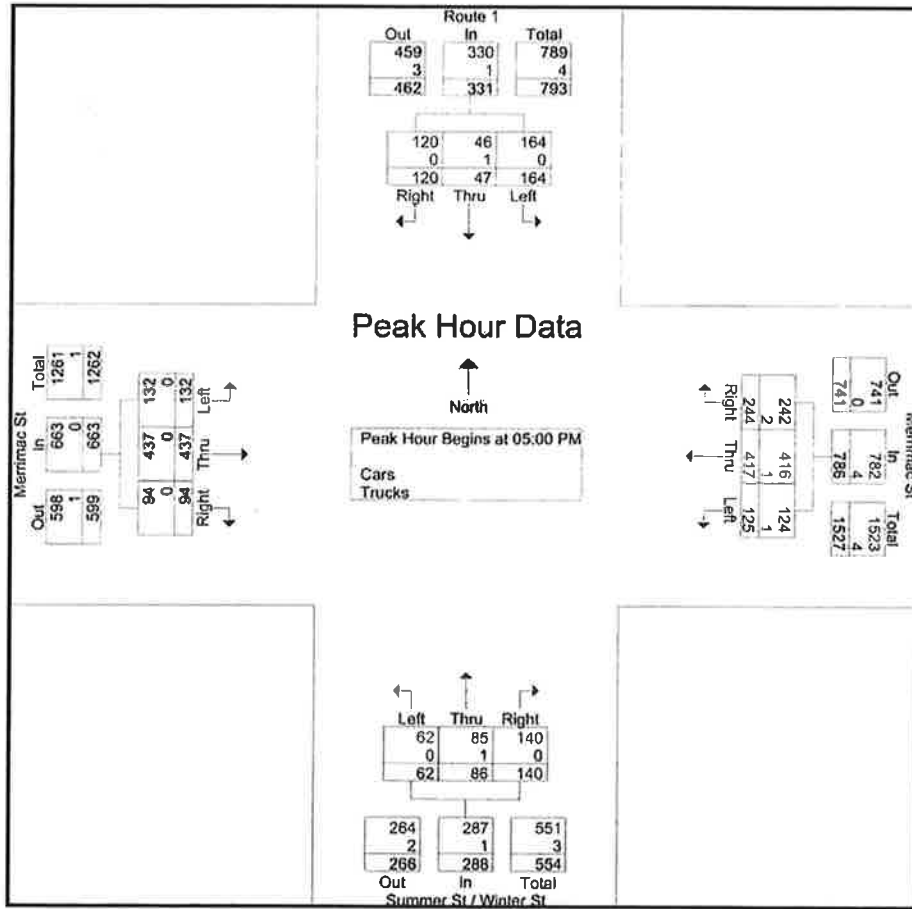 Route 1
Out In Total
459 330 789
3 1 4
462 331 793
120 46 164
0 1 0
120 47 164
Right Thru Left
Peak Hour Data
North
Peak Hour Begins at 05:00 PM
Cars
Trucks
Merrimac St
Total In Out
1261 663 598
1 0 1
1262 663 599
132 437 94
0 0 0
132 437 94
Left Thru Right
Merrimac St
Out In Total
741 782 1523
0 4 4
741 786 1527
242 416 124
2 1 1
244 417 125
Right Thru Left
Left Thru Right
62 85 140
0 1 0
62 86 140
264 287 551
2 1 3
266 288 554
Out In Total
Summer St / Winter St